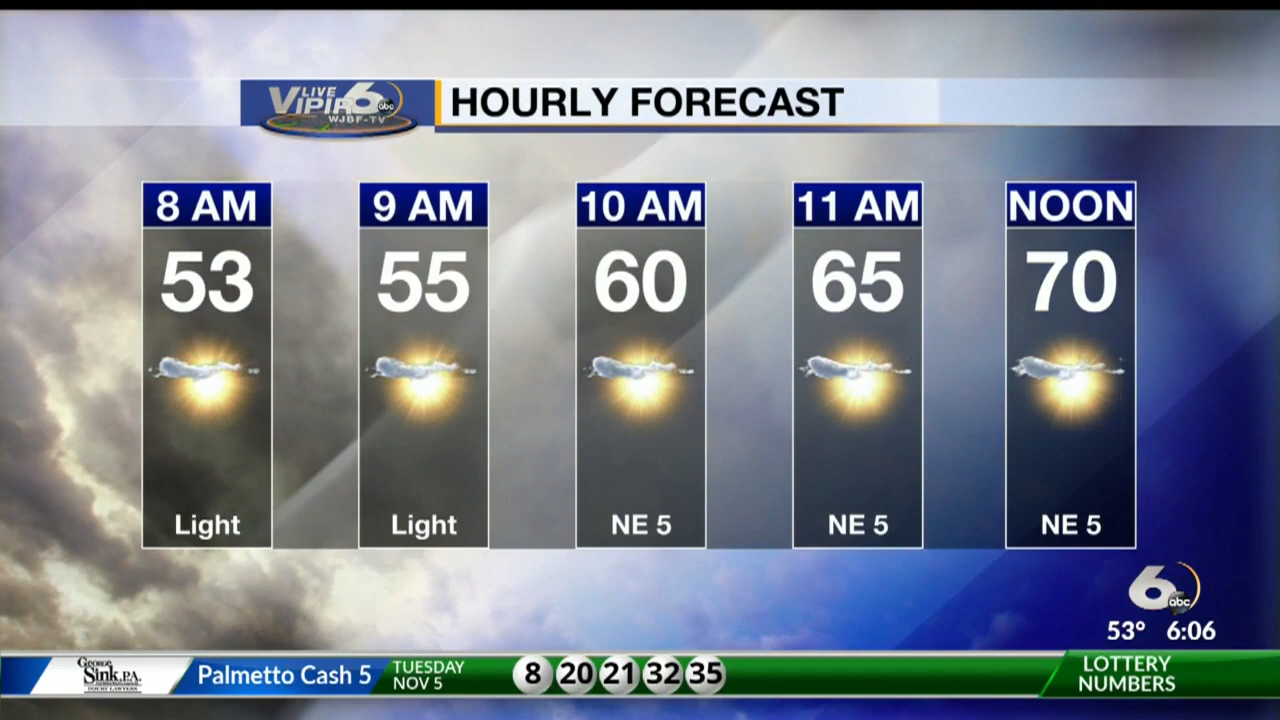 LIVE
VIPIR 6 abc
WJBF-TV
HOURLY FORECAST
8 AM
9 AM
10 AM
11 AM
NOON
53
55
60
65
70
Light
Light
NE 5
NE 5
NE 5
6 abc
53° 6:06
GEORGE
Sink, P.A.
INJURY LAWYERS
Palmetto Cash 5
TUESDAY
NOV 5
8 20 21 32 35
LOTTERY
NUMBERS